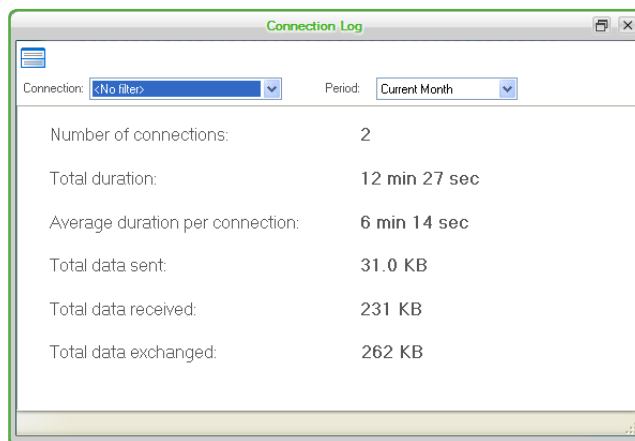 Connection Log
Connection: <No filter> Period: Current Month
Number of connections: 2
Total duration: 12 min 27 sec
Average duration per connection: 6 min 14 sec
Total data sent: 31.0 KB
Total data received: 231 KB
Total data exchanged: 262 KB